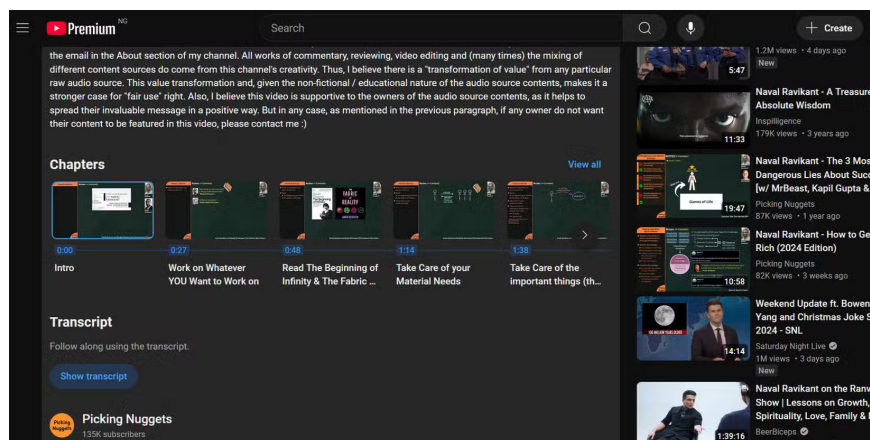 Premium NG
Search
Create
the email in the About section of my channel. All works of commentary, reviewing, video editing and (many times) the mixing of
different content sources do come from this channel's creativity. Thus, I believe there is a "transformation of value" from any particular
raw audio source. This value transformation and, given the non-fictional / educational nature of the audio source contents, makes it a
stronger case for "fair use" right. Also, I believe this video is supportive to the owners of the audio source contents, as it helps to
spread their invaluable message in a positive way. But in any case, as mentioned in the previous paragraph, if any owner do not want
their content to be featured in this video, please contact me :)
Chapters
View all
FABRIC
REALITY
0:00
0:27
0:48
1:14
1:38
Intro
Work on Whatever
YOU Want to Work on
Read The Beginning of
Infinity & The Fabric ...
Take Care of your
Material Needs
Take Care of the
important things (th...
Transcript
Follow along using the transcript.
Show transcript
Picking
Nuggets
Picking Nuggets
135K subscribers
5:47
1.2M views • 4 days ago
New
11:33
Naval Ravikant - A Treasure
Absolute Wisdom
Inspilligence
179K views • 3 years ago
Games of Life
19:47
Naval Ravikant - The 3 Mos
Dangerous Lies About Succ
[w/ MrBeast, Kapil Gupta &
Picking Nuggets
87K views • 1 year ago
10:58
Naval Ravikant - How to Ge
Rich (2024 Edition)
Picking Nuggets
82K views • 3 weeks ago
14:14
Weekend Update ft. Bowen
Yang and Christmas Joke S
2024 - SNL
Saturday Night Live
1M views • 3 days ago
New
1:39:16
Naval Ravikant on the Ranv
Show | Lessons on Growth,
Spirituality, Love, Family & 
BeerBiceps